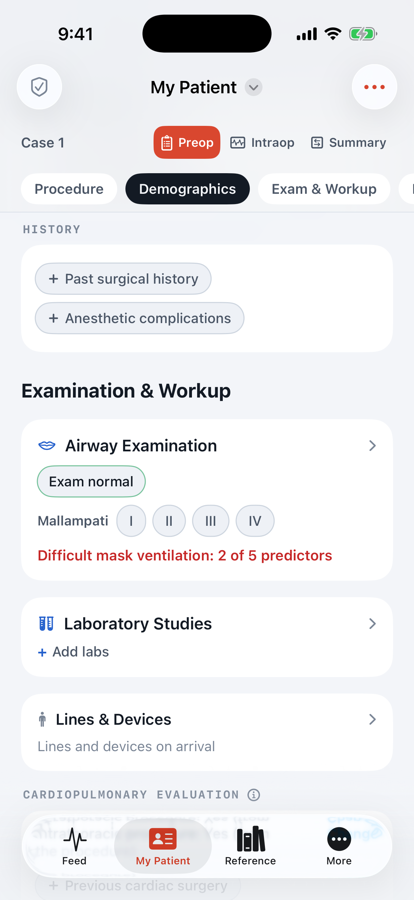 9:41
My Patient
Case 1
Preop
Intraop
Summary
Procedure
Demographics
Exam & Workup
HISTORY
+ Past surgical history
+ Anesthetic complications
Examination & Workup
Airway Examination
Exam normal
Mallampati I II III IV
Difficult mask ventilation: 2 of 5 predictors
Laboratory Studies
+ Add labs
Lines & Devices
Lines and devices on arrival
CARDIOPULMONARY EVALUATION
Feed
My Patient
Reference
More
+ Previous cardiac surgery